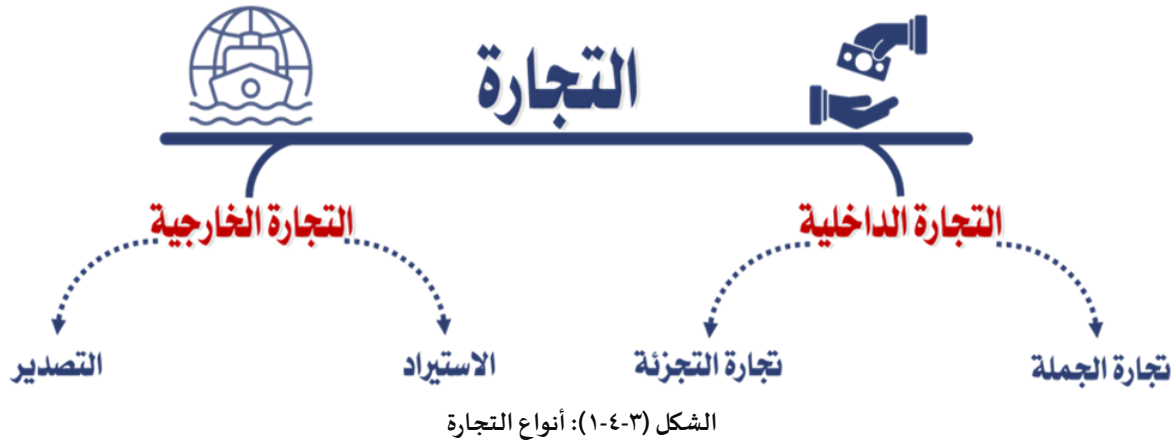 التجارة
التجارة الداخلية
التجارة الخارجية
تجارة الجملة
تجارة التجزئة
الاستيراد
التصدير
الشكل (٣-٤-١): أنواع التجارة